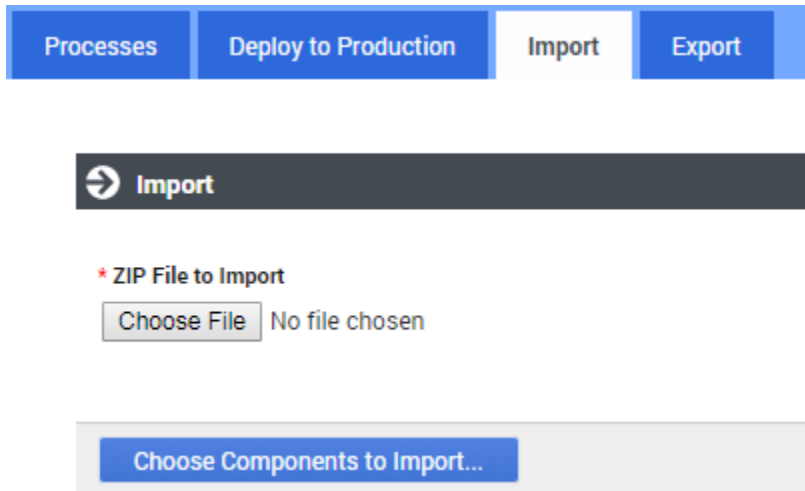 Processes Deploy to Production Import Export
Import
* ZIP File to Import
Choose File No file chosen
Choose Components to Import...